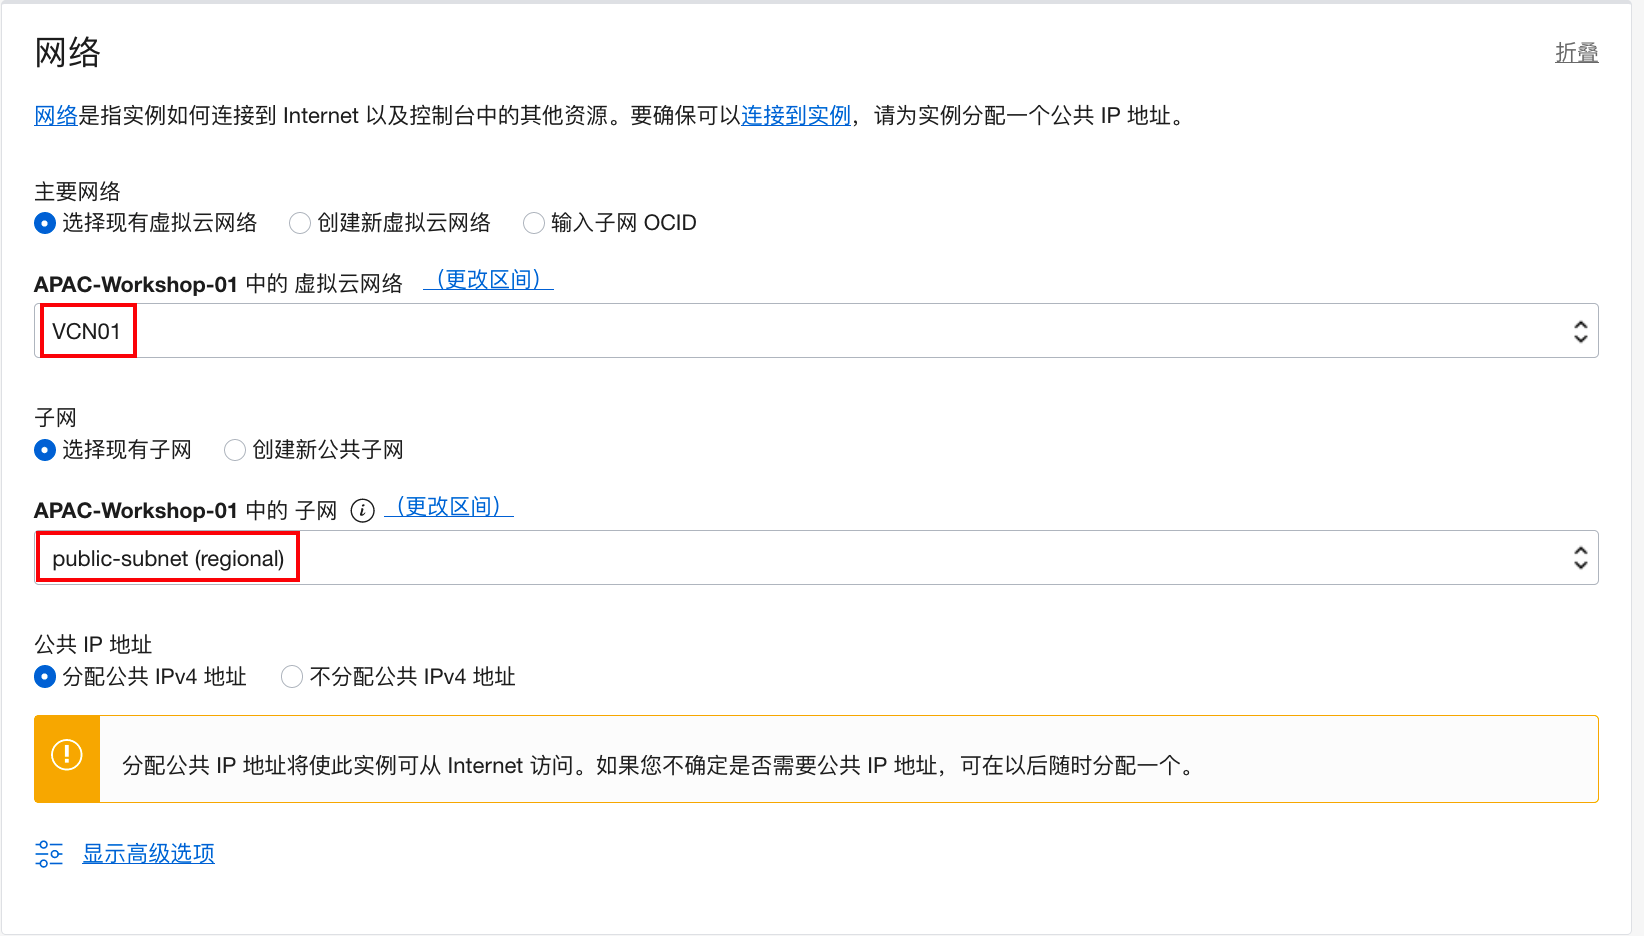 网络
折叠
网络是指实例如何连接到 Internet 以及控制台中的其他资源。要确保可以连接到实例，请为实例分配一个公共 IP 地址。
主要网络
选择现有虚拟云网络 创建新虚拟云网络 输入子网 OCID
APAC-Workshop-01 中的 虚拟云网络 （更改区间）
VCN01
子网
选择现有子网 创建新公共子网
APAC-Workshop-01 中的 子网 （更改区间）
public-subnet (regional)
公共 IP 地址
分配公共 IPv4 地址 不分配公共 IPv4 地址
分配公共 IP 地址将使此实例可从 Internet 访问。如果您不确定是否需要公共 IP 地址，可在以后随时分配一个。
显示高级选项